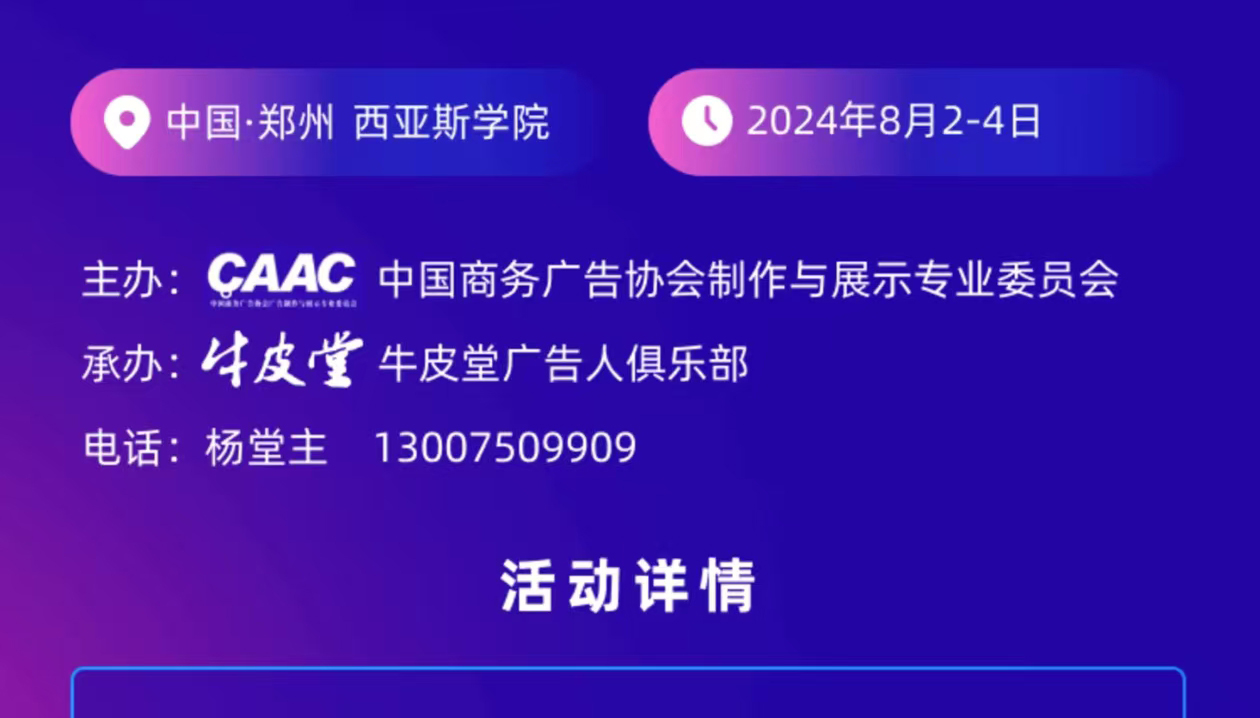 中国·郑州 西亚斯学院
2024年8月2-4日
主办：CAAC 中国商务广告协会制作与展示专业委员会
承办：牛皮堂 牛皮堂广告人俱乐部
电话：杨堂主 13007509909
活动详情